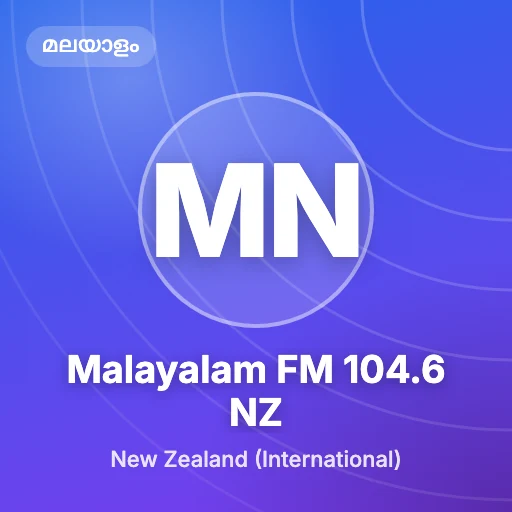 മലയാളം
MN
Malayalam FM 104.6
NZ
New Zealand (International)